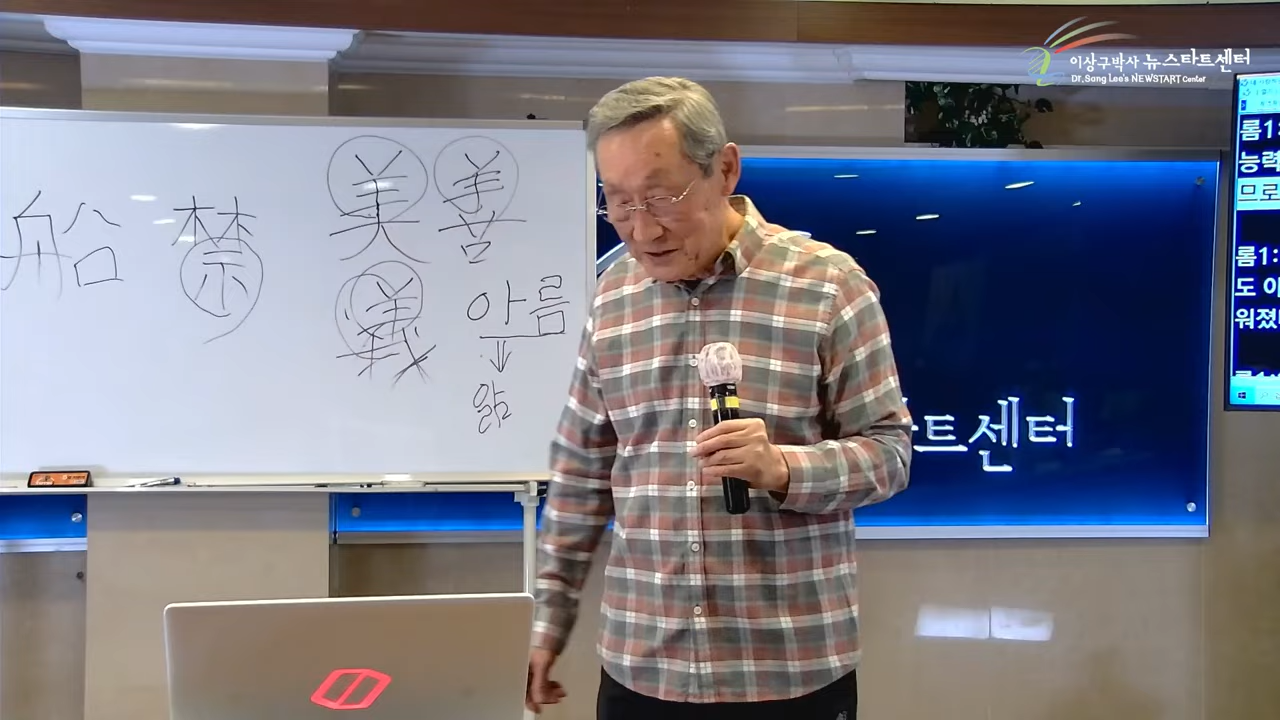 이상구박사 뉴스타트센터
Dr. Sang Lee's NEWSTART Center
船 禁 美 善
義 아름
앎
트센터
롬1:
능력
므로
롬1:
도 이
워졌